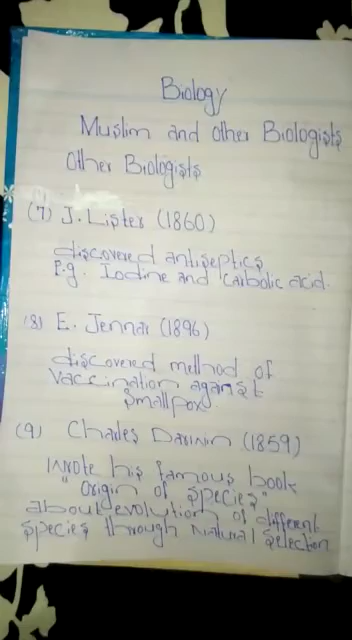 Biology
Muslim and other Biologists
Other Biologists
(7) J. Lister (1860)
discovered antiseptics
E.g. Iodine and Carbolic acid.
(8) E. Jennar (1896)
discovered method of
Vaccination against
Smallpox.
(9) Charles Darwin (1859)
Wrote his famous book
"Origin of Species"
about evolution of different
Species through Natural Selection